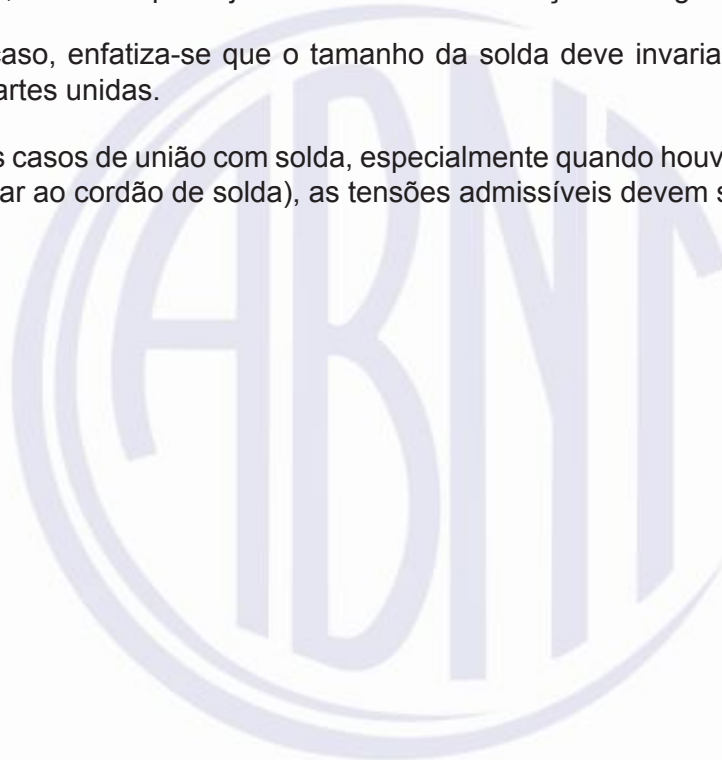 caso, enfatiza-se que o tamanho da solda deve invaria
artes unidas.
s casos de união com solda, especialmente quando houv
ar ao cordão de solda), as tensões admissíveis devem s
ABNT